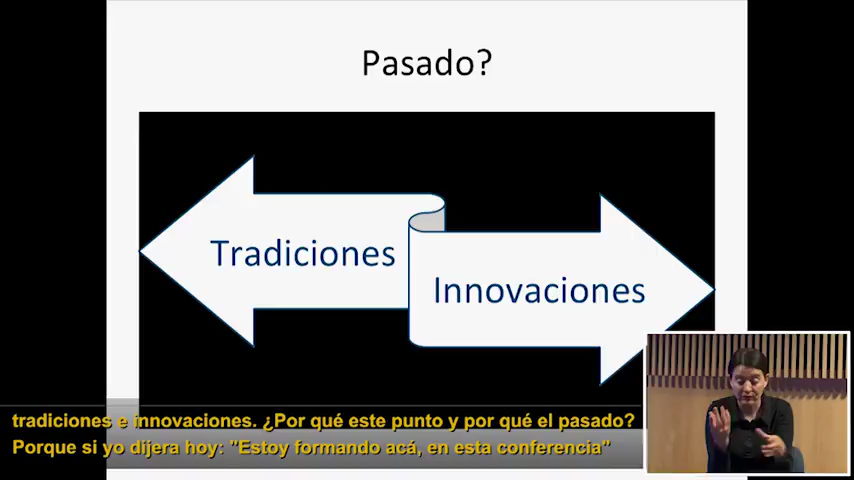 Pasado?
Tradiciones
Innovaciones
tradiciones e innovaciones. ¿Por qué este punto y por qué el pasado?
Porque si yo dijera hoy: "Estoy formando acá, en esta conferencia"